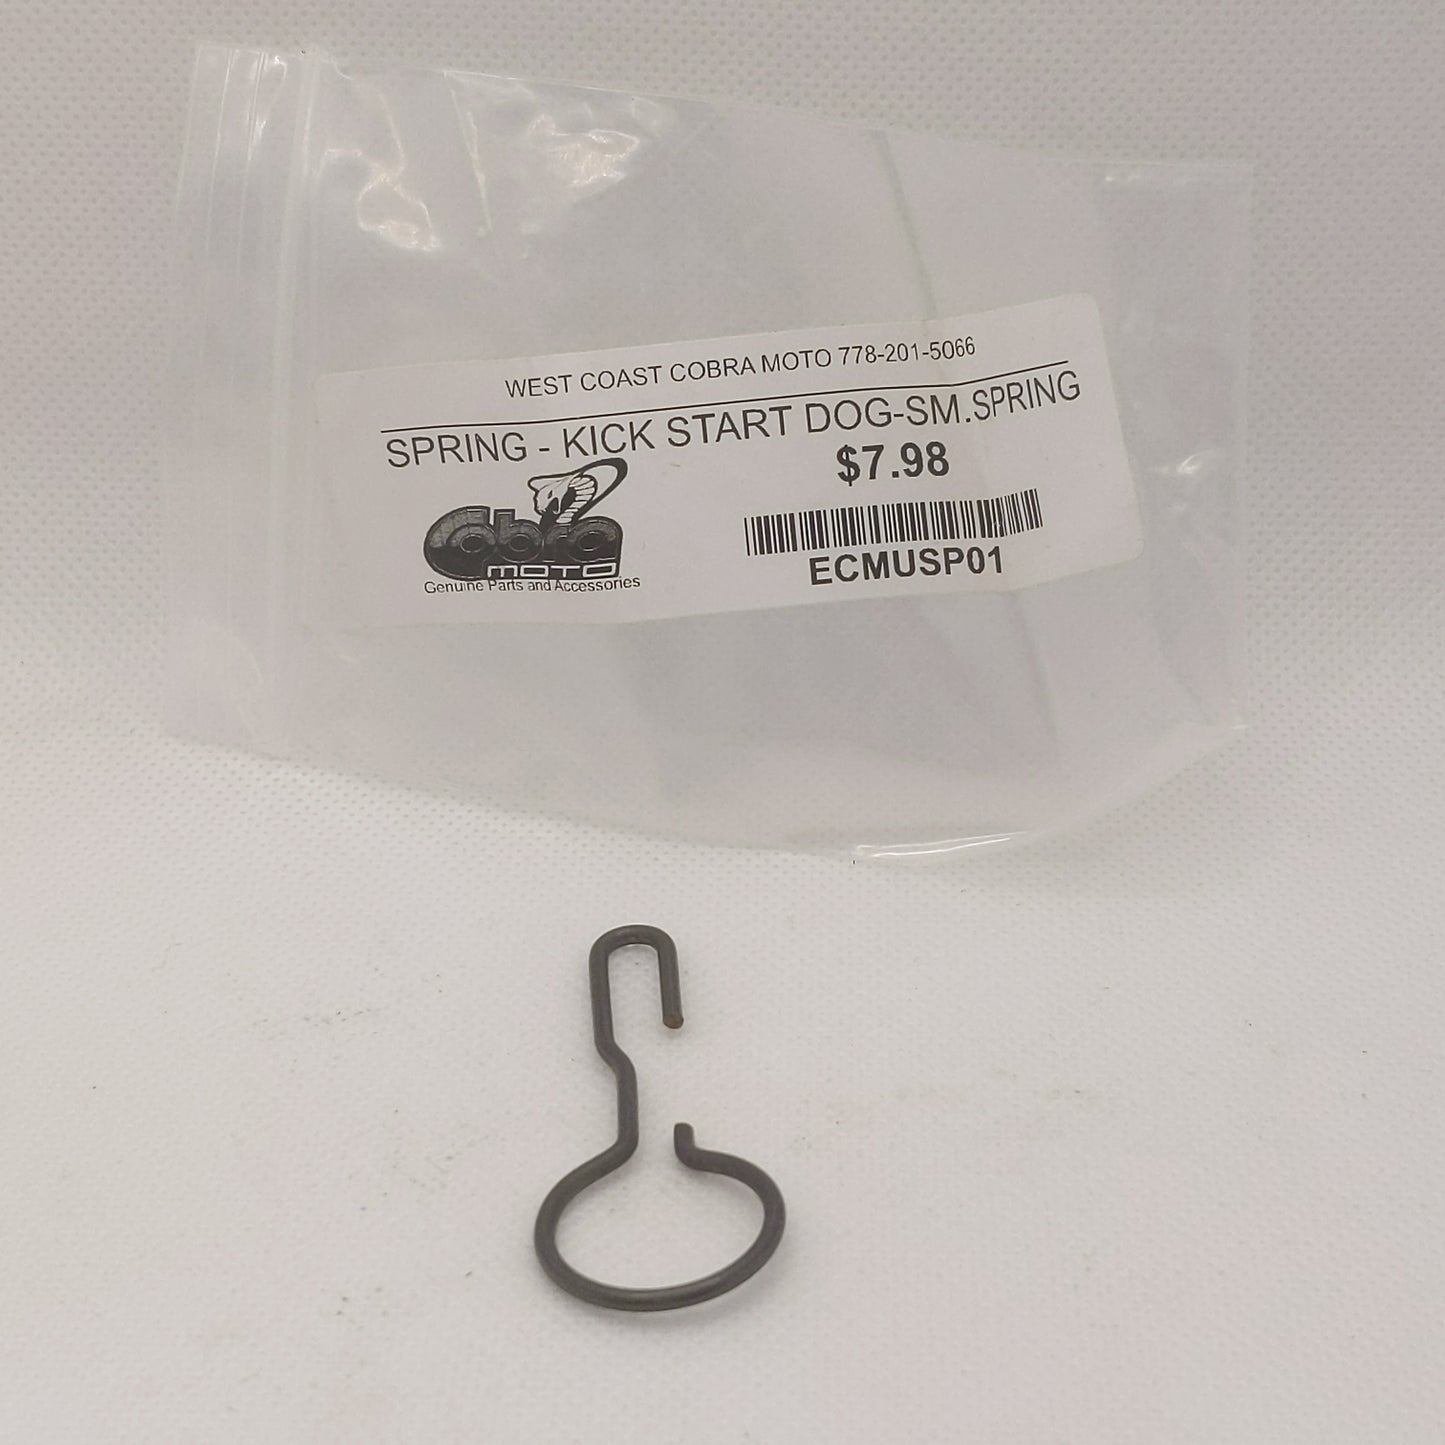 WEST COAST COBRA MOTO 778-201-5066
SPRING - KICK START DOG-SM.SPRING
$7.98
Cobra
MOTO
Genuine Parts and Accessories
ECMUSP01